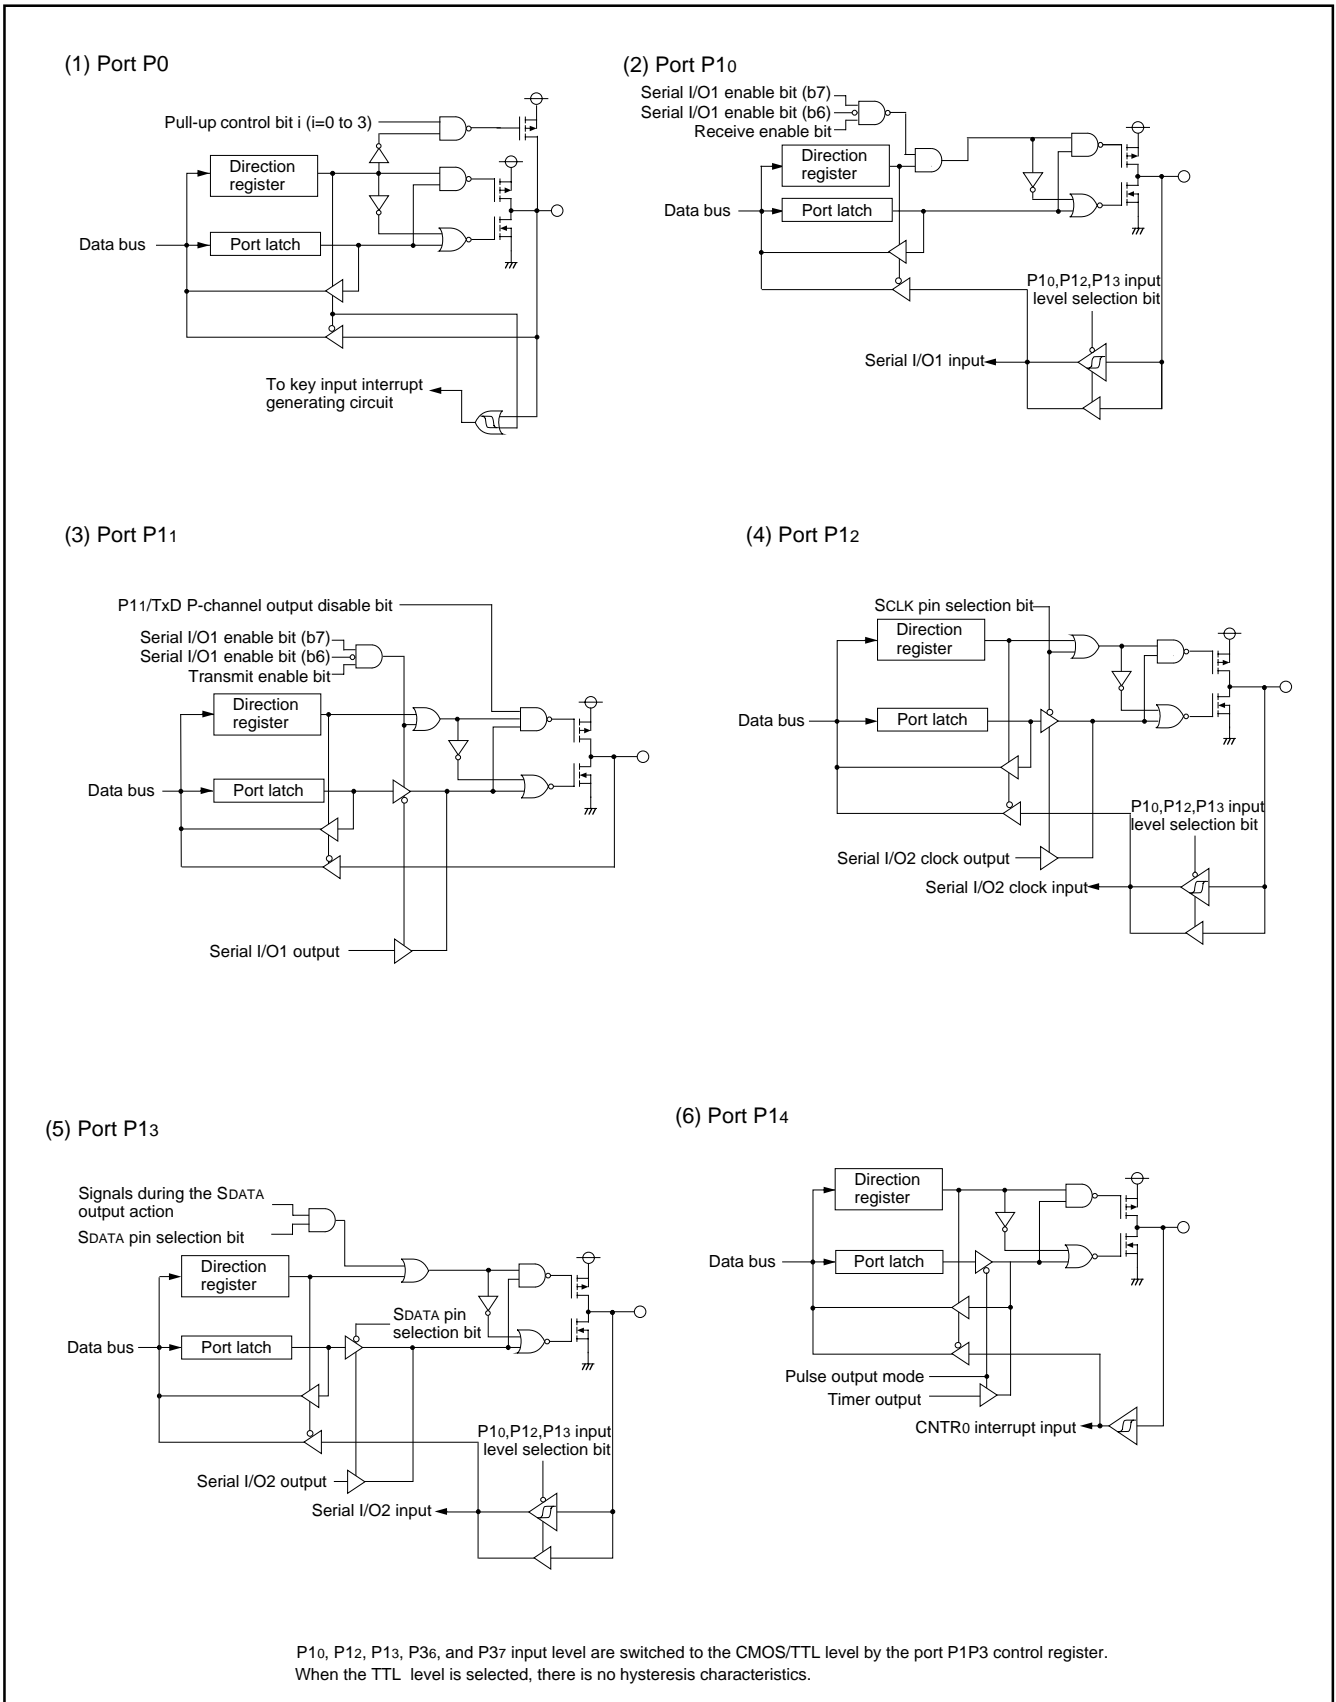 (1) Port P0
Pull-up control bit i (i=0 to 3)
Direction
register
Data bus
Port latch
To key input interrupt
generating circuit
(2) Port P10
Serial I/O1 enable bit (b7)
Serial I/O1 enable bit (b6)
Receive enable bit
Direction
register
Data bus
Port latch
P10,P12,P13 input
level selection bit
Serial I/O1 input
(3) Port P11
P11/TxD P-channel output disable bit
Serial I/O1 enable bit (b7)
Serial I/O1 enable bit (b6)
Transmit enable bit
Direction
register
Data bus
Port latch
Serial I/O1 output
(4) Port P12
SCLK pin selection bit
Direction
register
Data bus
Port latch
P10,P12,P13 input
level selection bit
Serial I/O2 clock output
Serial I/O2 clock input
(5) Port P13
Signals during the SDATA
output action
SDATA pin selection bit
Direction
register
SDATA pin
selection bit
Data bus
Port latch
P10,P12,P13 input
level selection bit
Serial I/O2 output
Serial I/O2 input
(6) Port P14
Direction
register
Data bus
Port latch
Pulse output mode
Timer output
CNTR0 interrupt input
P10, P12, P13, P36, and P37 input level are switched to the CMOS/TTL level by the port P1P3 control register.
When the TTL level is selected, there is no hysteresis characteristics.